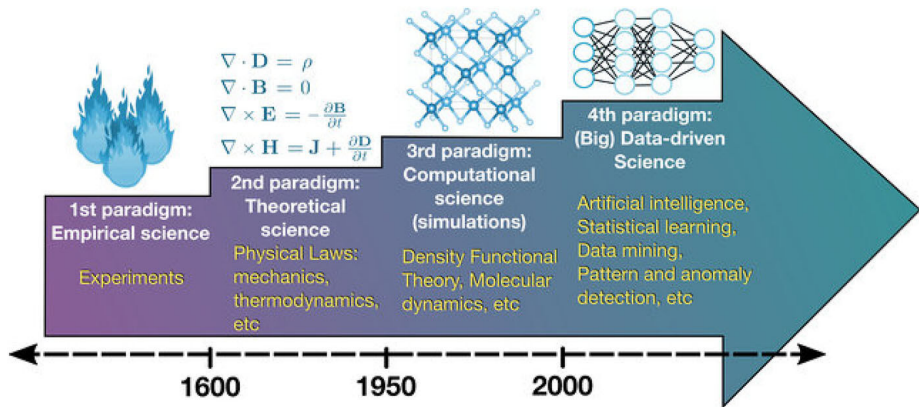 ∇ · D = ρ
∇ · B = 0
∇ × E = −∂B/∂t
∇ × H = J + ∂D/∂t
1st paradigm:
Empirical science
Experiments
2nd paradigm:
Theoretical
science
Physical Laws:
mechanics,
thermodynamics,
etc
3rd paradigm:
Computational
science
(simulations)
Density Functional
Theory, Molecular
dynamics, etc
4th paradigm:
(Big) Data-driven
Science
Artificial intelligence,
Statistical learning,
Data mining,
Pattern and anomaly
detection, etc
1600
1950
2000